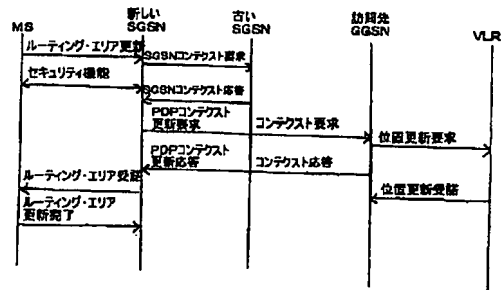 MS
新しい
SGSN
古い
SGSN
訪問先
GGSN
VLR
ルーティング・エリア更新
SGSNコンテクスト要求
セキュリティ機能
SGSNコンテクスト応答
PDPコンテクスト
更新要求
コンテクスト要求
位置更新要求
PDPコンテクスト
更新応答
コンテクスト応答
ルーティング・エリア受諾
位置更新受諾
ルーティング・エリア
更新完了